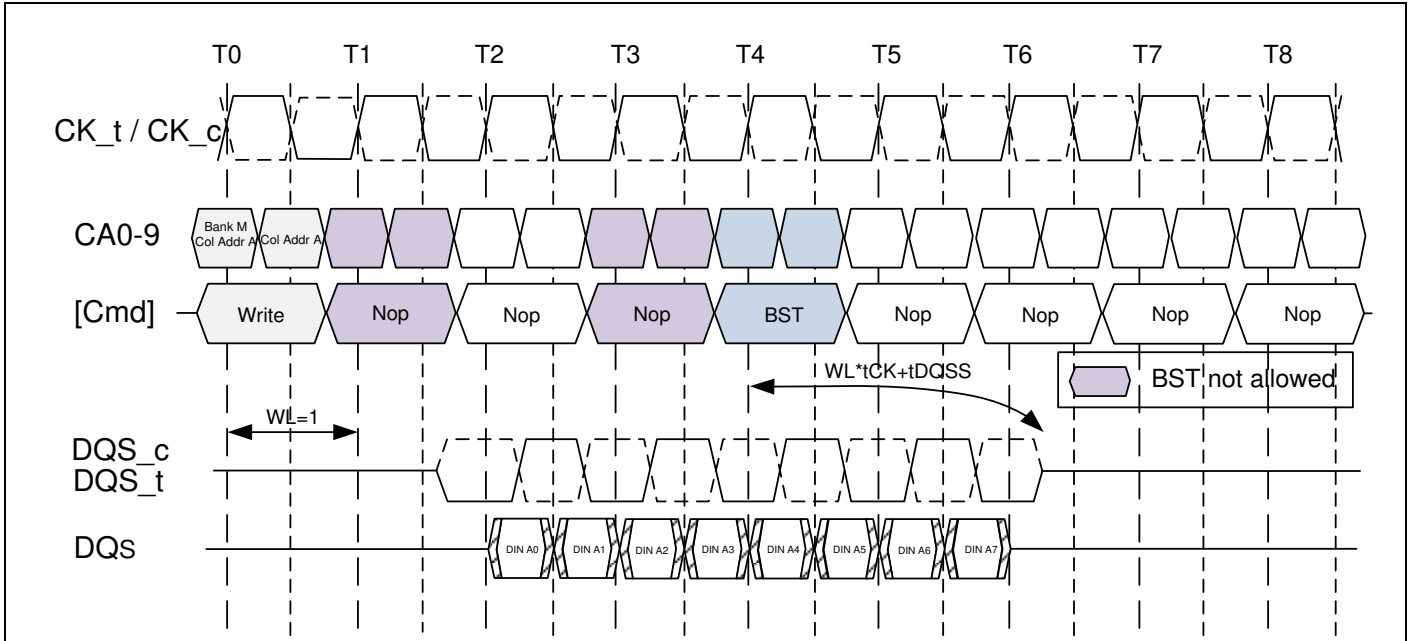 T0 T1 T2 T3 T4 T5 T6 T7 T8
CK_t / CK_c
CA0-9
Bank M
Col Addr A
Col Addr A
[Cmd]
Write Nop Nop Nop BST Nop Nop Nop Nop
WL*tCK+tDQSS
BST not allowed
WL=1
DQS_c
DQS_t
DQs
DIN A0 DIN A1 DIN A2 DIN A3 DIN A4 DIN A5 DIN A6 DIN A7